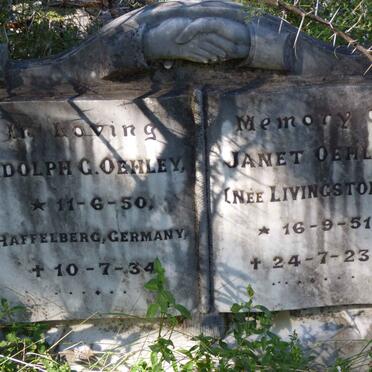 In Loving
DOLPH C. OEHLEY,
* 11-6-50.
HAFFELBERG, GERMANY,
✝ 10-7-34.
Memory
JANET OEHL
(NÉE LIVINGSTO
* 16-9-51
✝ 24-7-23